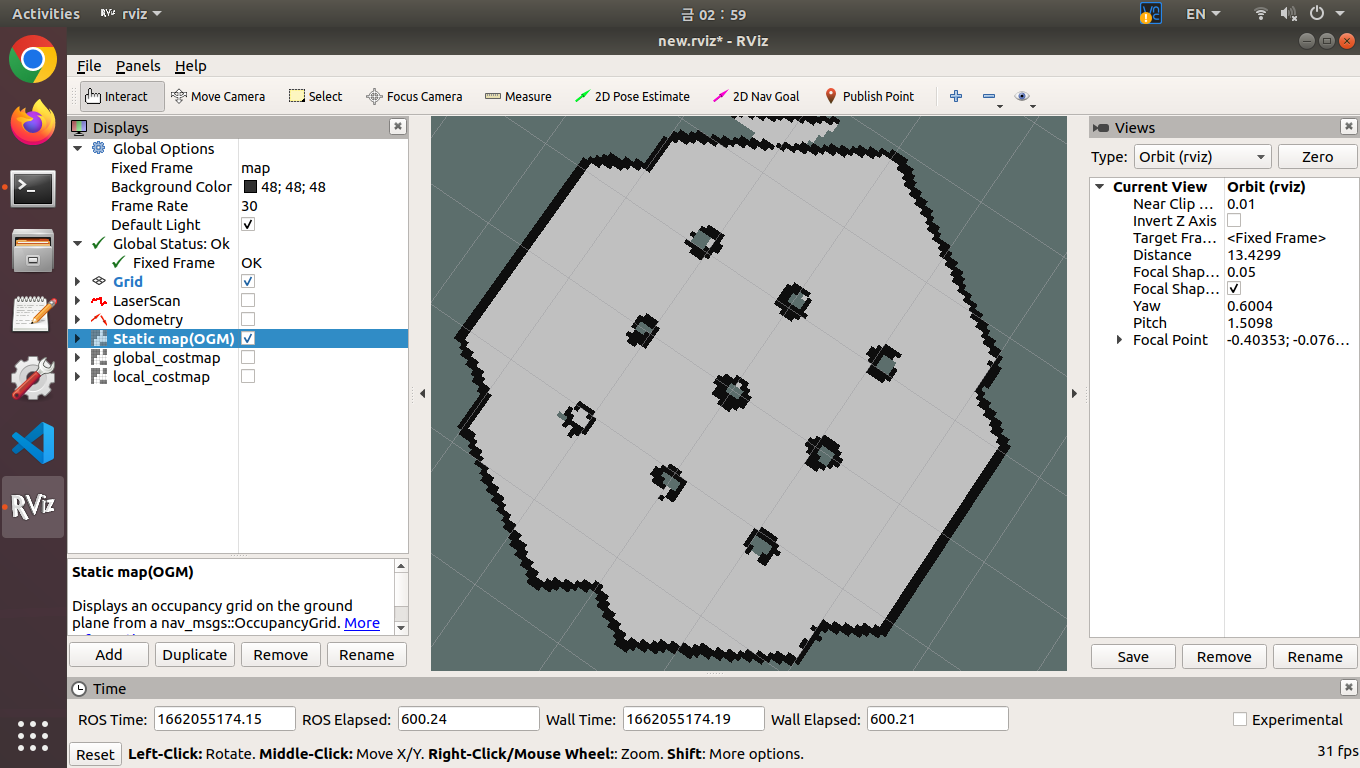 Activities rviz 금 02：59 EN
new.rviz* - RViz
File Panels Help
Interact Move Camera Select Focus Camera Measure 2D Pose Estimate 2D Nav Goal Publish Point
Displays
Global Options
Fixed Frame map
Background Color 48; 48; 48
Frame Rate 30
Default Light
Global Status: Ok
Fixed Frame OK
Grid
LaserScan
Odometry
Static map(OGM)
global_costmap
local_costmap
Static map(OGM)
Displays an occupancy grid on the ground
plane from a nav_msgs::OccupancyGrid. More
Add Duplicate Remove Rename
Views
Type: Orbit (rviz) Zero
Current View Orbit (rviz)
Near Clip ... 0.01
Invert Z Axis
Target Fra... <Fixed Frame>
Distance 13.4299
Focal Shap... 0.05
Focal Shap...
Yaw 0.6004
Pitch 1.5098
Focal Point -0.40353; -0.076...
Save Remove Rename
Time
ROS Time: 1662055174.15 ROS Elapsed: 600.24 Wall Time: 1662055174.19 Wall Elapsed: 600.21 Experimental
Reset Left-Click: Rotate. Middle-Click: Move X/Y. Right-Click/Mouse Wheel:: Zoom. Shift: More options. 31 fps
RViz